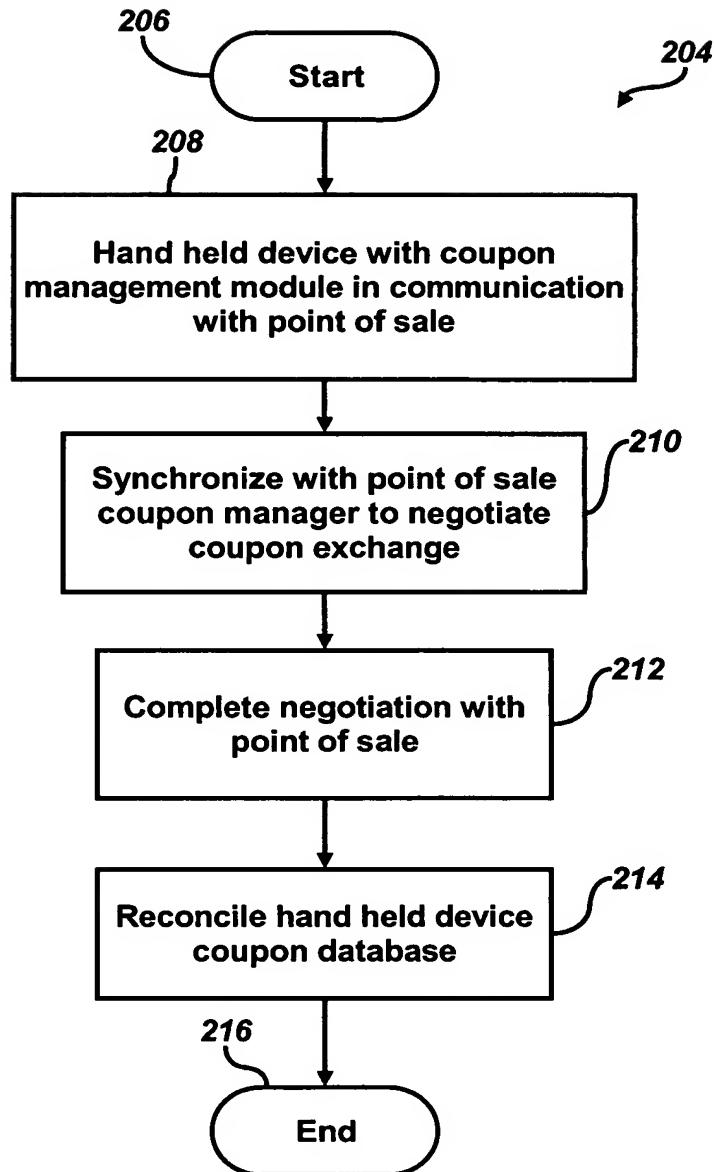 206
Start
204
208
Hand held device with coupon
management module in communication
with point of sale
210
Synchronize with point of sale
coupon manager to negotiate
coupon exchange
212
Complete negotiation with
point of sale
214
Reconcile hand held device
coupon database
216
End